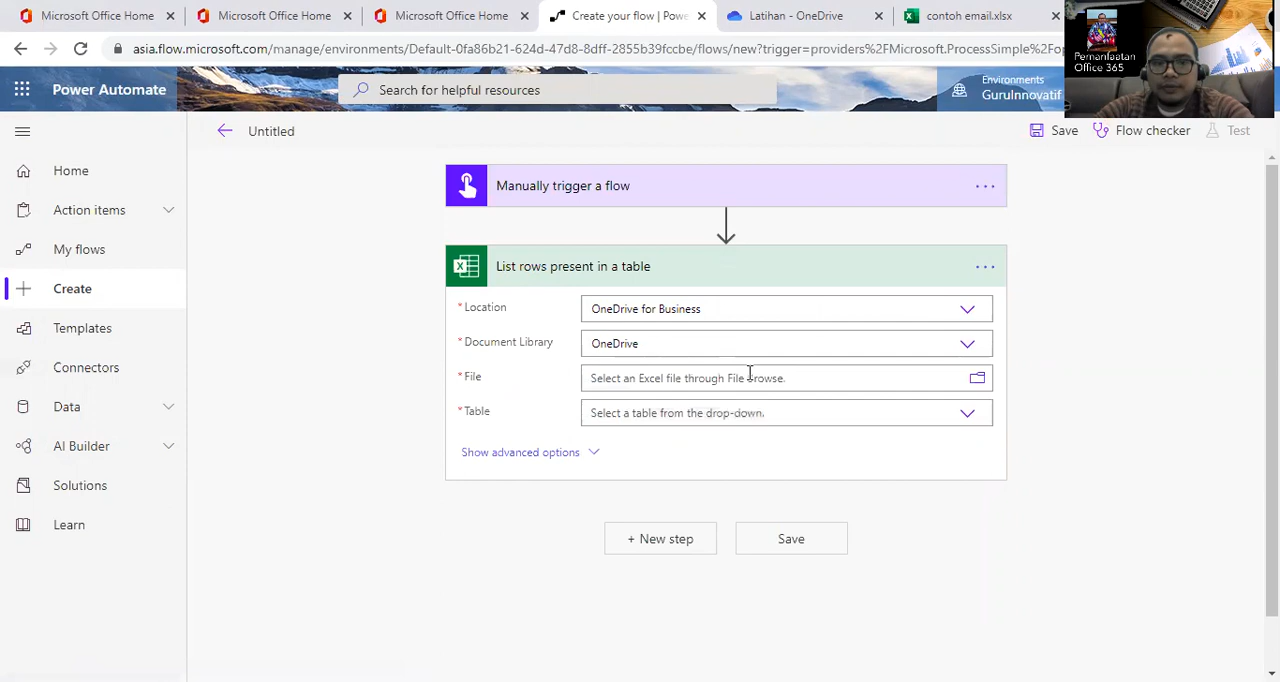 Microsoft Office Home
Microsoft Office Home
Microsoft Office Home
Create your flow | Powe
Latihan - OneDrive
contoh email.xlsx
asia.flow.microsoft.com/manage/environments/Default-0fa86b21-624d-47d8-8dff-2855b39fccbe/flows/new?trigger=providers%2FMicrosoft.ProcessSimple%2Fop
Pemanfaatan
Office 365
Power Automate
Search for helpful resources
Environments
GuruInnovatif
Untitled
Save
Flow checker
Test
Home
Action items
My flows
Create
Templates
Connectors
Data
AI Builder
Solutions
Learn
Manually trigger a flow
List rows present in a table
* Location
OneDrive for Business
* Document Library
OneDrive
* File
Select an Excel file through File Browse.
* Table
Select a table from the drop-down.
Show advanced options
+ New step
Save